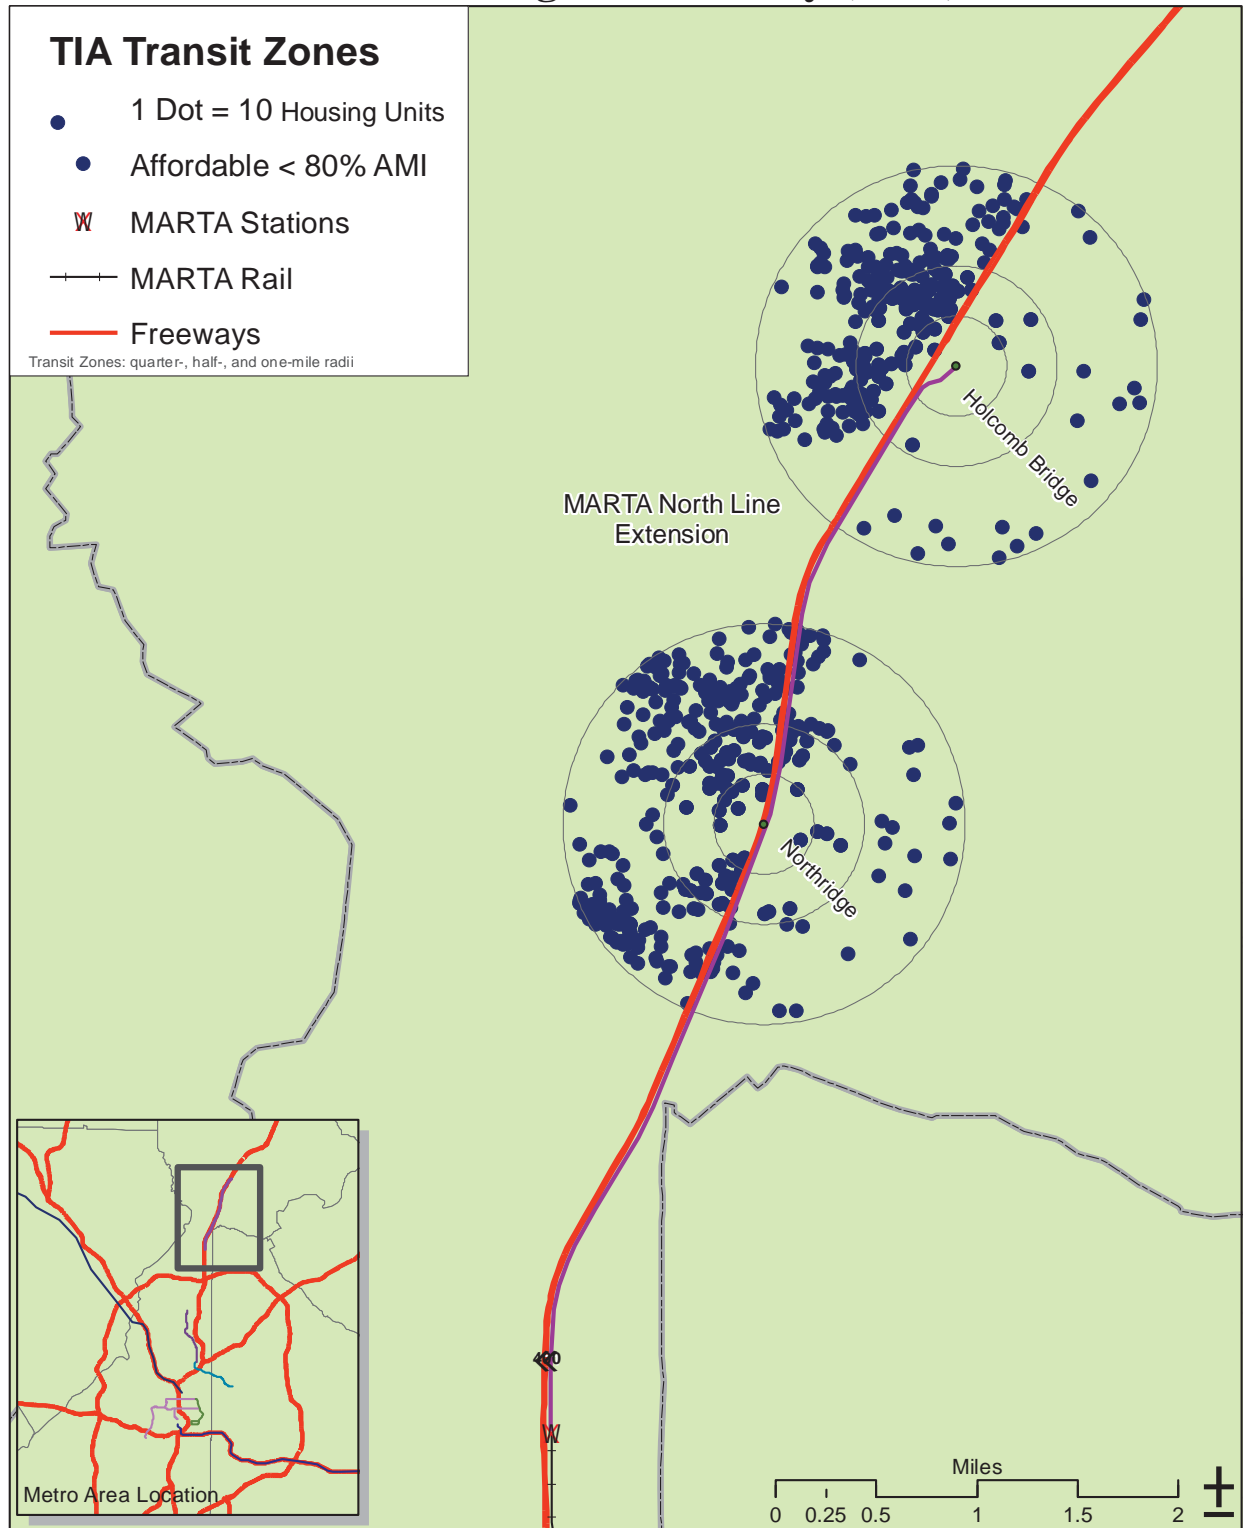 TIA Transit Zones
1 Dot = 10 Housing Units
Affordable < 80% AMI
MARTA Stations
MARTA Rail
Freeways
Transit Zones: quarter-, half-, and one-mile radii
Holcomb Bridge
MARTA North Line
Extension
Northridge
400
Metro Area Location
Miles
0 0.25 0.5 1 1.5 2